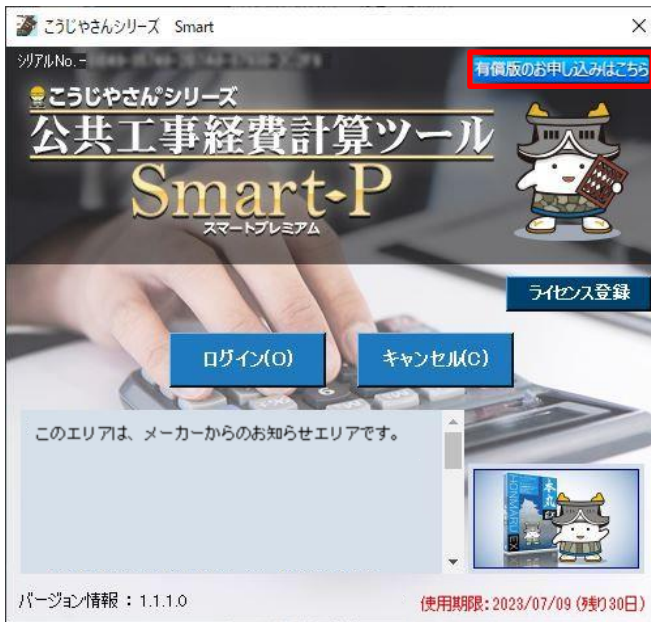 こうじやさんシリーズ Smart
シリアルNo.-
有償版のお申し込みはこちら
こうじやさん®シリーズ
公共工事経費計算ツール
Smart-P
スマートプレミアム
ライセンス登録
ログイン(O)
キャンセル(C)
このエリアは、メーカーからのお知らせエリアです。
本丸
EX
HONMARU EX
バージョン情報：1.1.1.0
使用期限：2023/07/09 (残り30日)